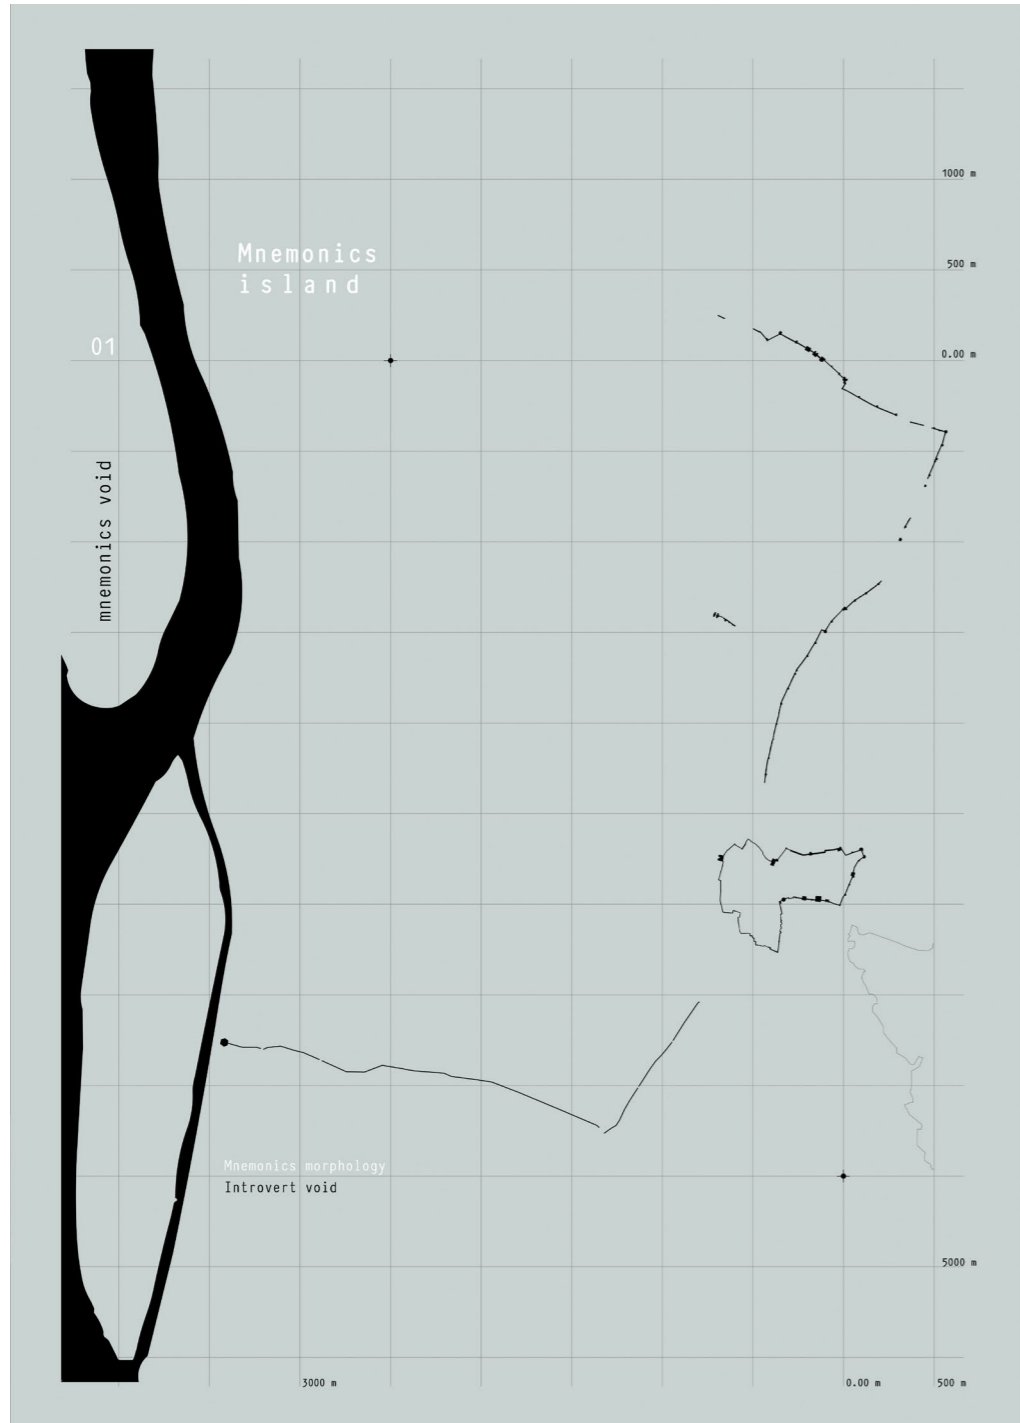 1000 m
Mnemonics
island
500 m
01
0.00 m
mnemonics void
Mnemonics morphology
Introvert void
5000 m
3000 m
0.00 m
500 m